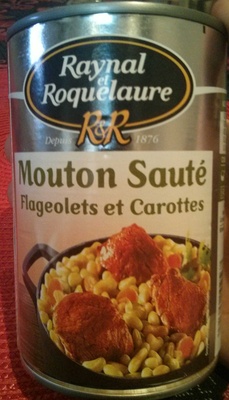 Raynal
et
Roquelaure
Depuis R&R 1876
Mouton Sauté
Flageolets et Carottes